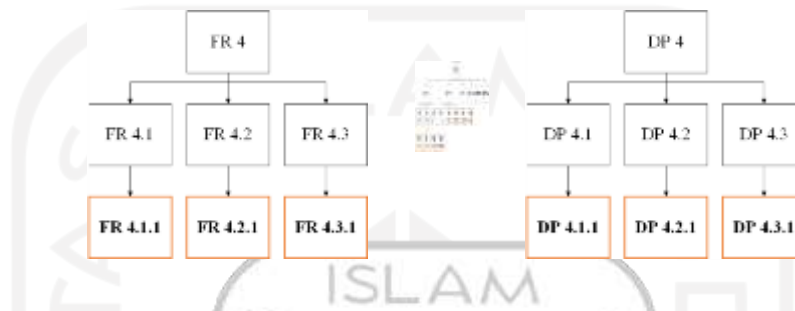 FR 4
DP 4
FR 4.1
FR 4.2
FR 4.3
DP 4.1
DP 4.2
DP 4.3
FR 4.1.1
FR 4.2.1
FR 4.3.1
DP 4.1.1
DP 4.2.1
DP 4.3.1
ISLAM